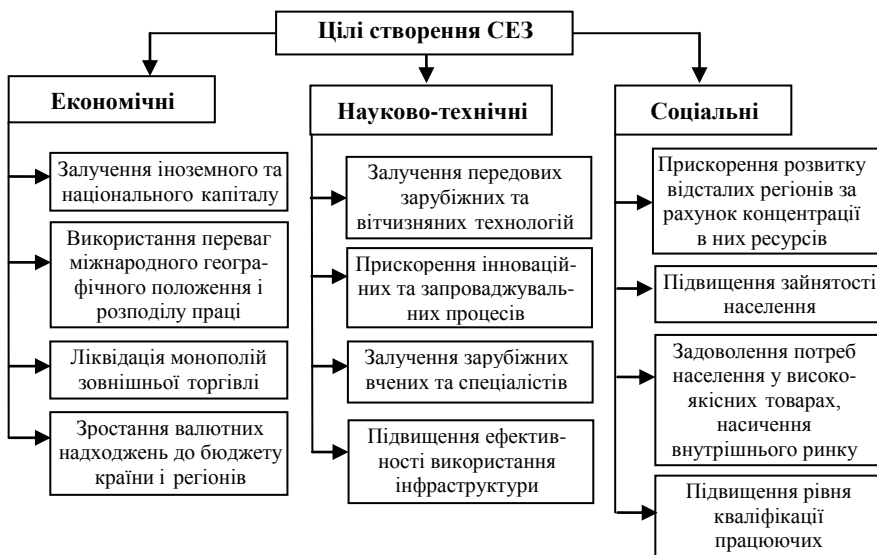 Цілі створення СЕЗ
Економічні
Залучення іноземного та
національного капіталу
Використання переваг
міжнародного геогра-
фічного положення і
розподілу праці
Ліквідація монополій
зовнішньої торгівлі
Зростання валютних
надходжень до бюджету
країни і регіонів
Науково-технічні
Залучення передових
зарубіжних та
вітчизняних технологій
Прискорення інновацій-
них та запроваджуваль-
них процесів
Залучення зарубіжних
вчених та спеціалістів
Підвищення ефектив-
ності використання
інфраструктури
Соціальні
Прискорення розвитку
відсталих регіонів за
рахунок концентрації
в них ресурсів
Підвищення зайнятості
населення
Задоволення потреб
населення у високо-
якісних товарах,
насичення
внутрішнього ринку
Підвищення рівня
кваліфікації
працюючих